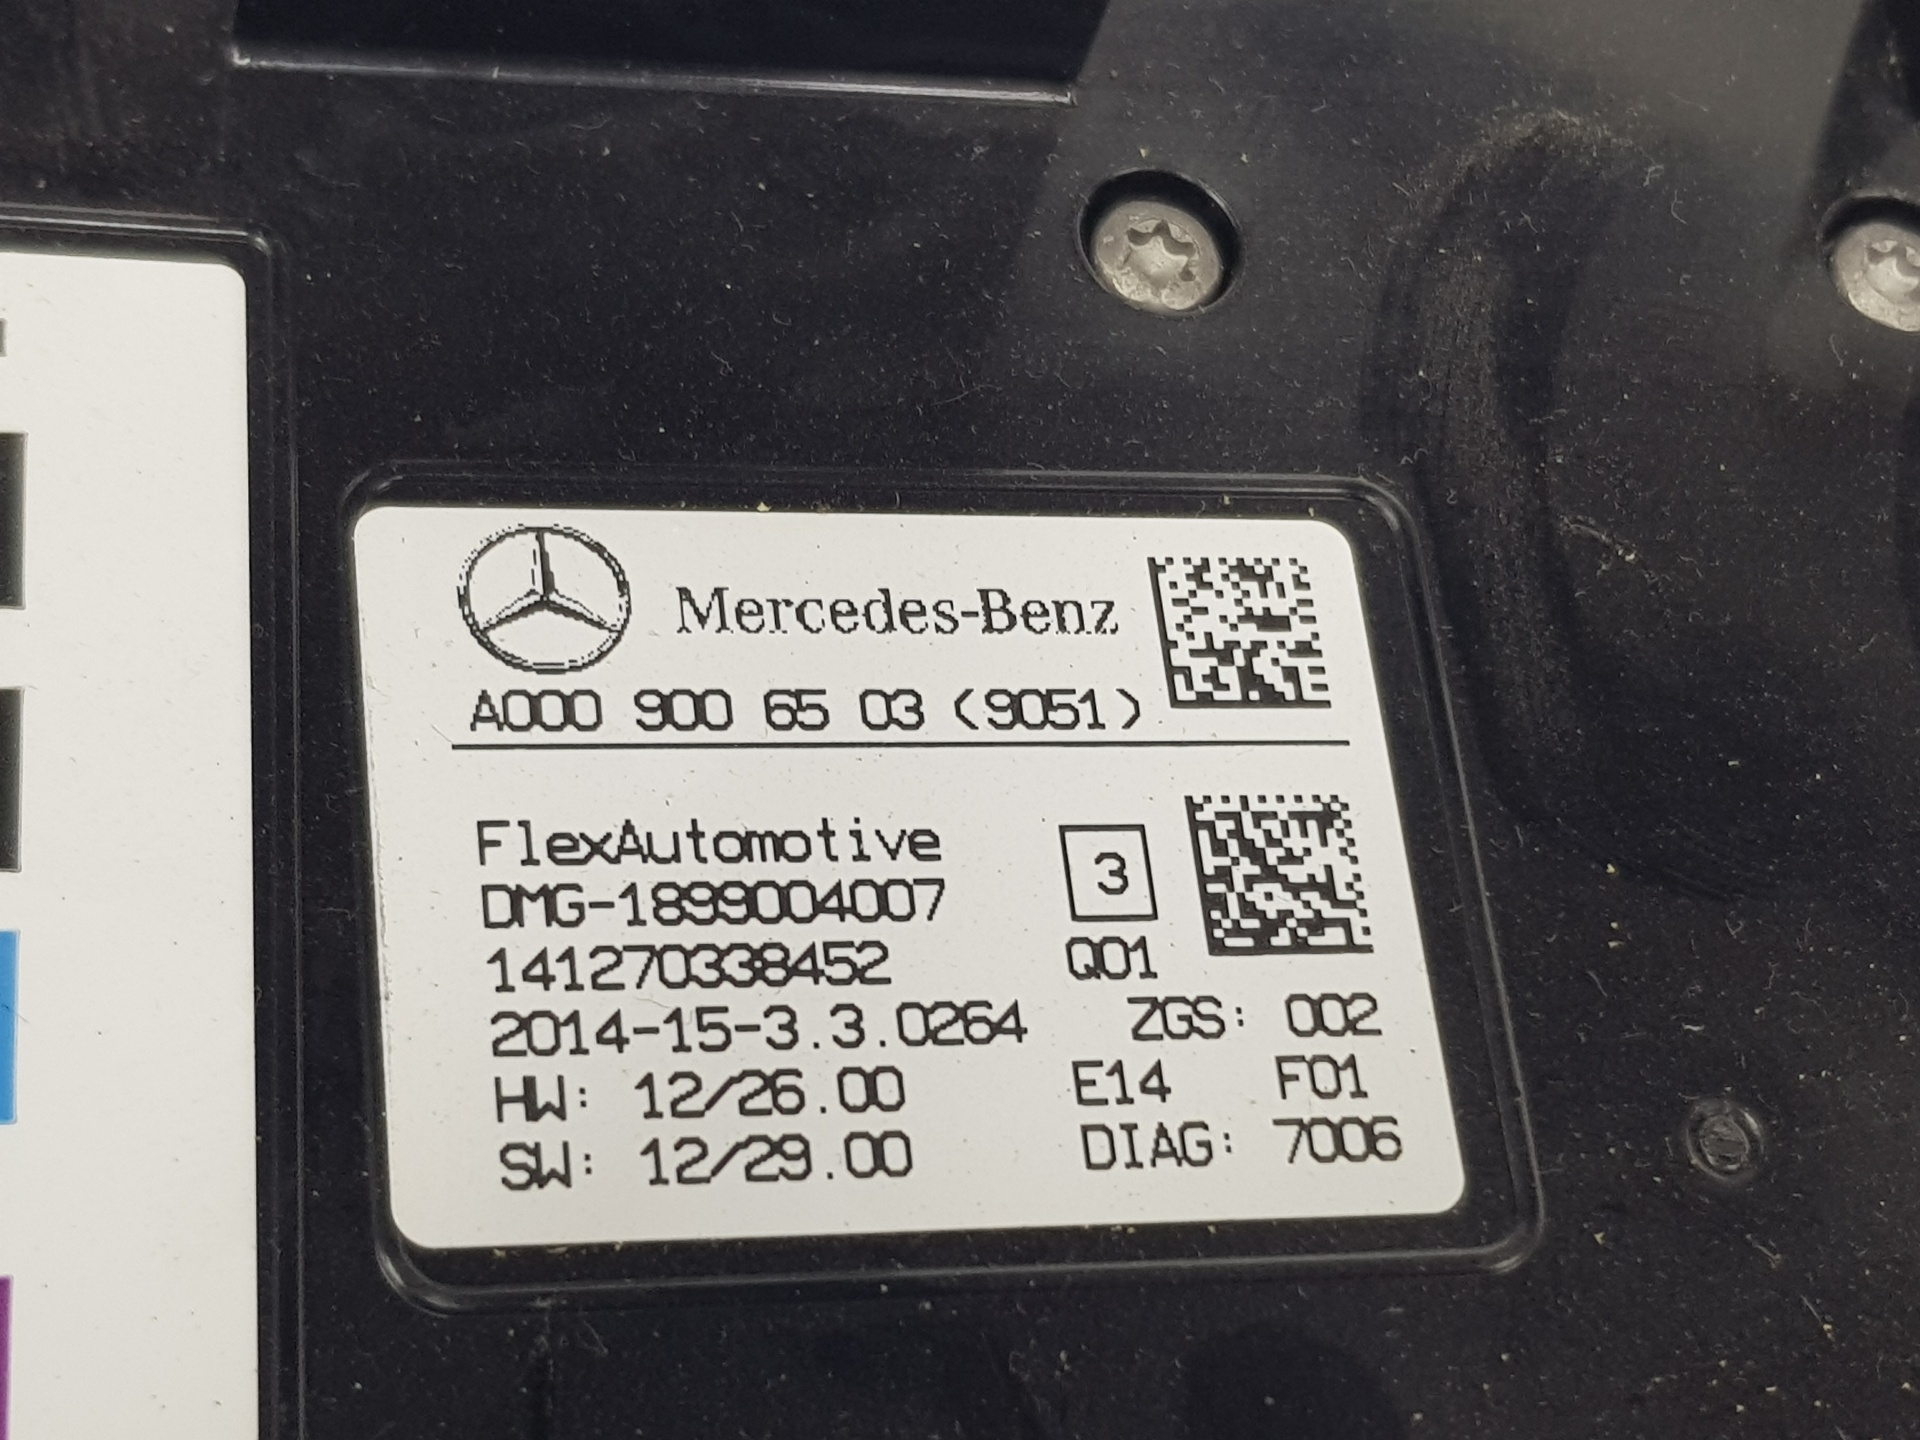 Mercedes-Benz
A000 900 65 03 (9051)
FlexAutomotive
DMG-1899004007
3
141270338452
Q01
2014-15-3.3.0264 ZGS: 002
HW: 12/26.00 E14 F01
SW: 12/29.00 DIAG: 7006